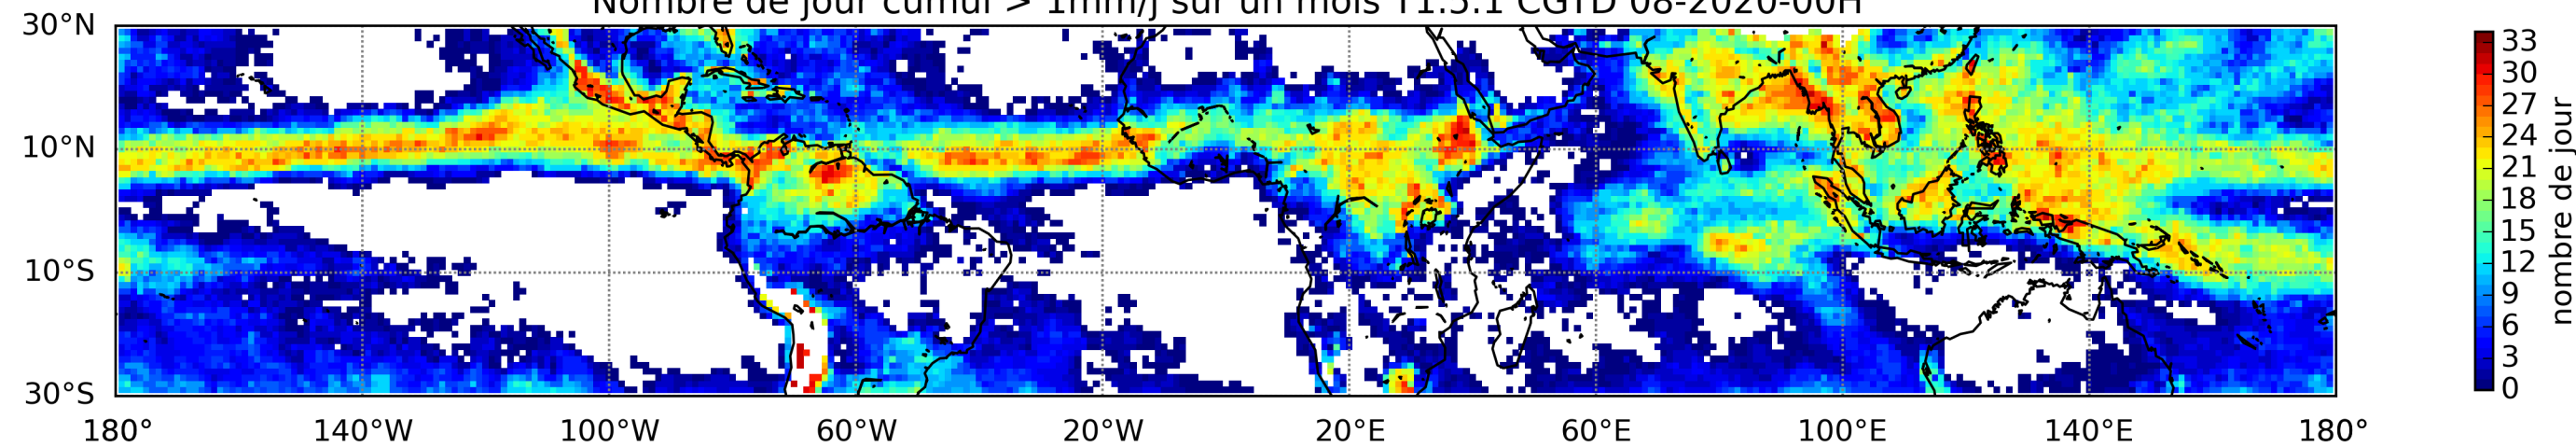 Nombre de jour cumul > 1mm/j sur un mois T1.5.1 CGTD 08-2020-00H
30°N
10°N
10°S
30°S
180° 140°W 100°W 60°W 20°W 20°E 60°E 100°E 140°E 180°
33
30
27
24
21
18
15
12
9
6
3
0
nombre de jour